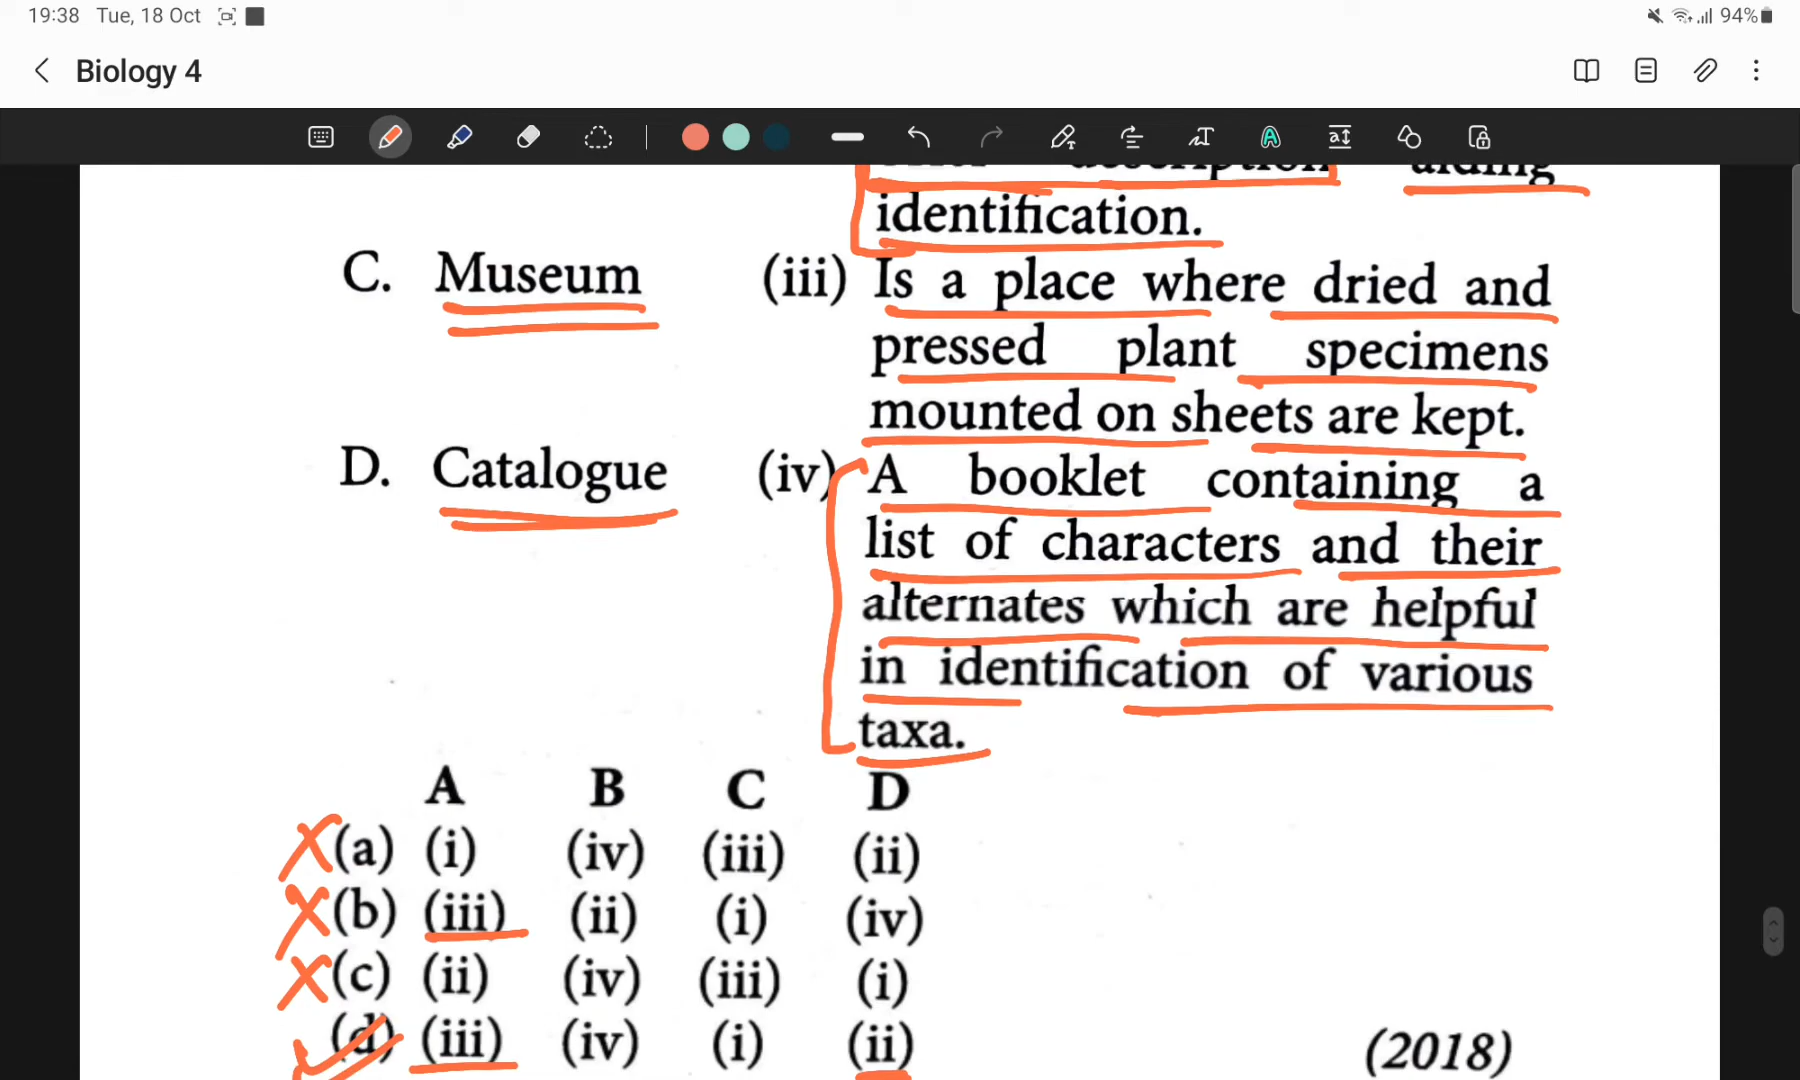 19:38 Tue, 18 Oct 94%
Biology 4
description aiding
identification.
C. Museum (iii) Is a place where dried and
pressed plant specimens
mounted on sheets are kept.
D. Catalogue (iv) A booklet containing a
list of characters and their
alternates which are helpful
in identification of various
taxa.
A B C D
(a) (i) (iv) (iii) (ii)
(b) (iii) (ii) (i) (iv)
(c) (ii) (iv) (iii) (i)
(d) (iii) (iv) (i) (ii)
(2018)